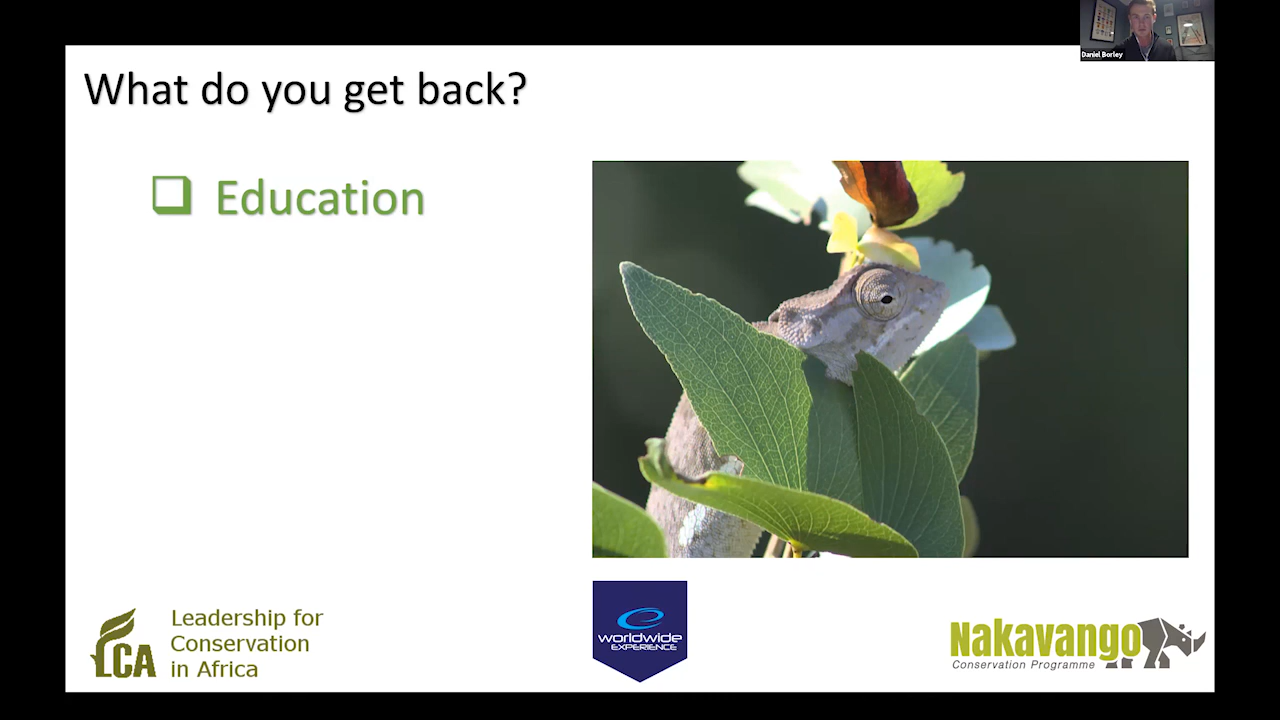 Daniel Borley
What do you get back?
❑ Education
LCA
Leadership for
Conservation
in Africa
worldwide
EXPERIENCE
Nakavango
Conservation Programme